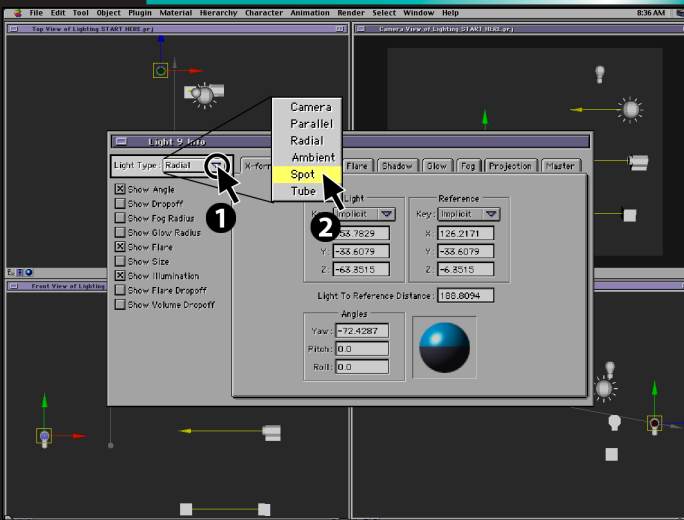 File Edit Tool Object Plugin Material Hierarchy Character Animation Render Select Window Help 8:36 AM
Top View of Lighting START HERE.prj
Camera View of Lighting START HERE.prj
Light 9 Info
Camera
Parallel
Radial
Ambient
Spot
Tube
Light Type: Radial
Flare Shadow Glow Fog Projection Master
1
2
Show Angle
Show Dropoff
Show Fog Radius
Show Glow Radius
Show Flare
Show Size
Show Illumination
Show Flare Dropoff
Show Volume Dropoff
Light
Reference
Key: Implicit
X: 126.2171
Y: -33.6079
Y: -33.6079
Z: -63.3515
Z: -6.3515
Light To Reference Distance: 188.8094
Angles
Yaw: -72.4287
Pitch: 0.0
Roll: 0.0
Front View of Lighting